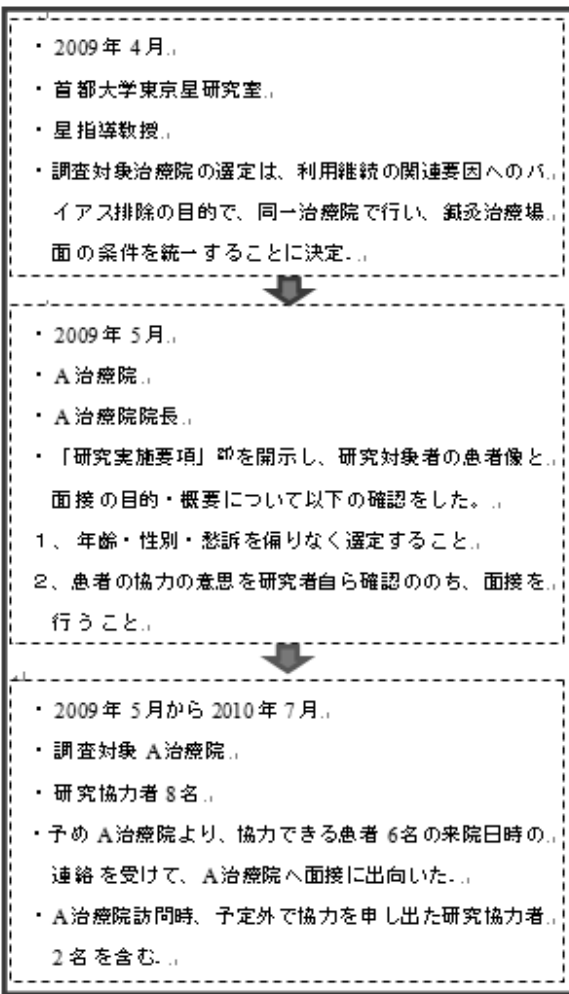 ・ 2009年 4月.
・ 首都大学東京星研究室.
・ 星指導教授.
・ 調査対象治療院の選定は、利用継続の関連要因へのバ
イアス排除の目的で、同一治療院で行い、鍼灸治療場
面の条件を統一することに決定.
・ 2009年 5月.
・ A治療院.
・ A治療院院長.
・ 「研究実施要項」を開示し、研究対象者の患者像と
面接の目的・概要について以下の確認をした。
1、 年齢・性別・愁訴を偏りなく選定すること.
2、患者の協力の意思を研究者自ら確認ののち、面接を
行うこと.
・ 2009年 5月から 2010年 7月.
・ 調査対象 A治療院.
・ 研究協力者 8名.
・予め A治療院より、協力できる患者 6名の来院日時の
連絡を受けて、A治療院へ面接に出向いた.
・ A治療院訪問時、予定外で協力を申し出た研究協力者
2名を含む.